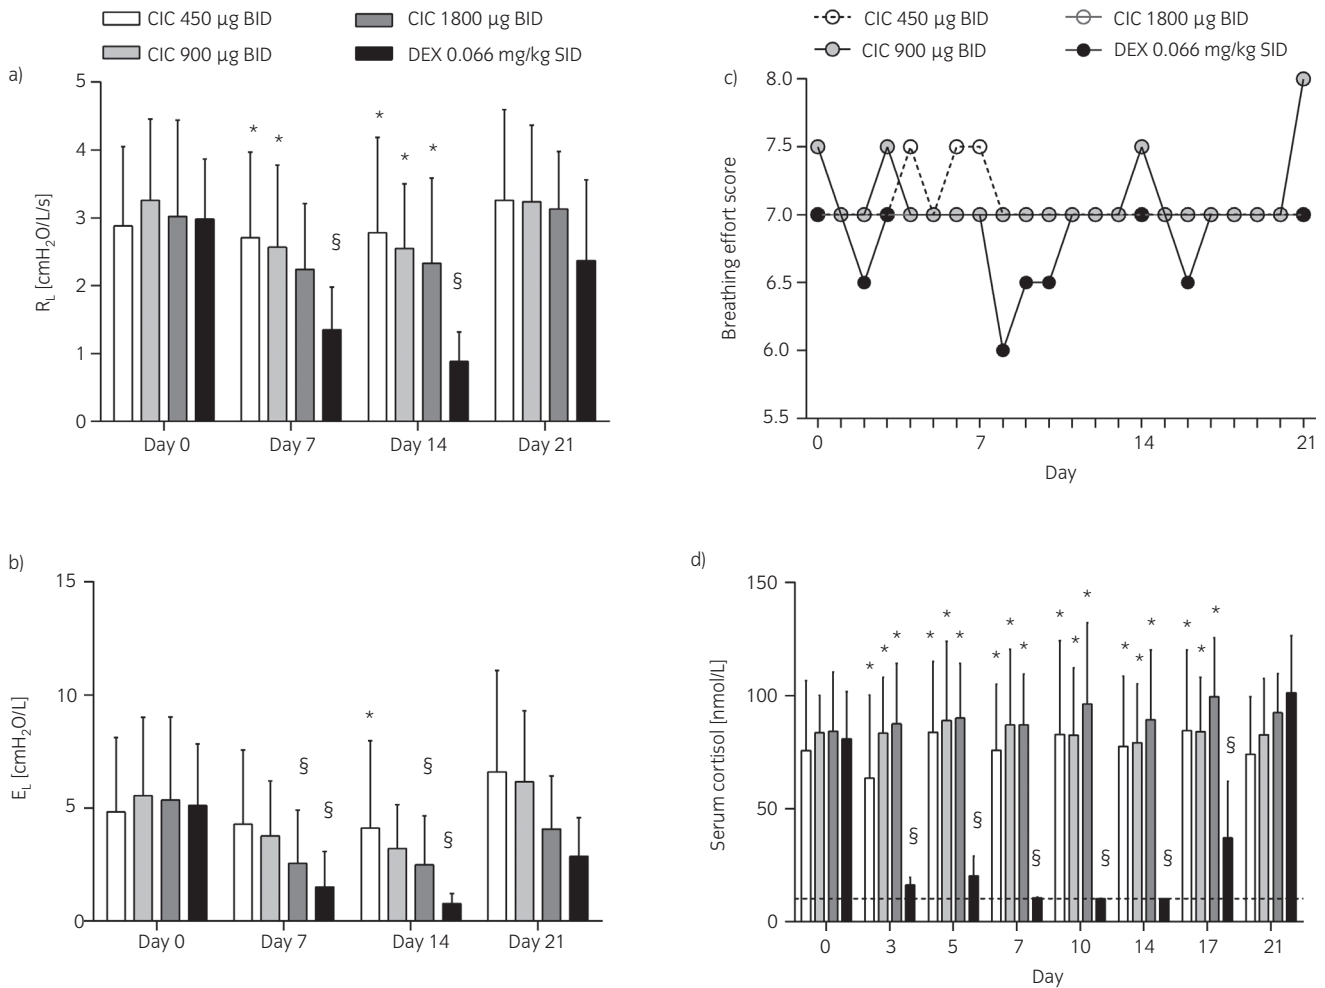 CIC 450 µg BID
CIC 1800 µg BID
CIC 900 µg BID
DEX 0.066 mg/kg SID
a)
5
4
3
2
1
0
R_L [cmH₂O/L/s]
* * § * * * §
Day 0 Day 7 Day 14 Day 21
CIC 450 µg BID
CIC 1800 µg BID
CIC 900 µg BID
DEX 0.066 mg/kg SID
c)
8.0
7.5
7.0
6.5
6.0
5.5
Breathing effort score
0 7 14 21
Day
b)
15
10
5
0
E_L [cmH₂O/L]
§ § * § §
Day 0 Day 7 Day 14 Day 21
d)
150
100
50
0
Serum cortisol [nmol/L]
* * * § * * * § * * * § * * * § * * * § * * * §
0 3 5 7 10 14 17 21
Day